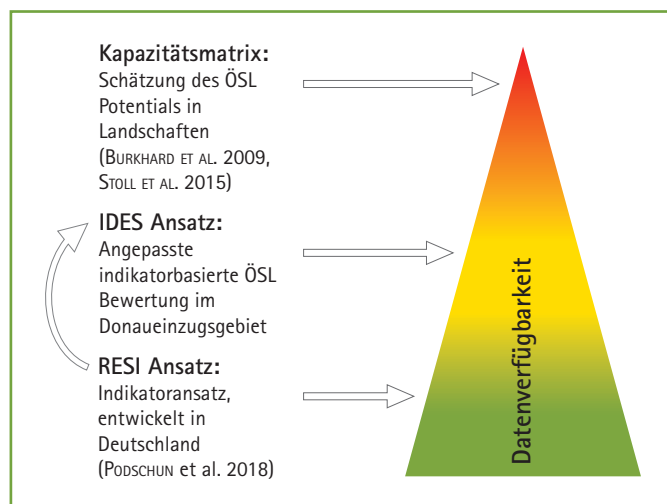 Kapazitätsmatrix:
Schätzung des ÖSL
Potentials in
Landschaften
(BURKHARD ET AL. 2009,
STOLL ET AL. 2015)
IDES Ansatz:
Angepasste
indikatorbasierte ÖSL
Bewertung im
Donaueinzugsgebiet
RESI Ansatz:
Indikatoransatz,
entwickelt in
Deutschland
(PODSCHUN et al. 2018)
Datenverfügbarkeit